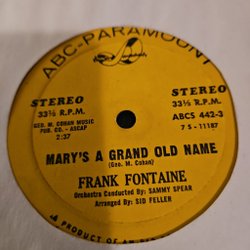 ABC-PARAMOUNT
STEREO
33⅓ R.P.M.
GEO. M. COHAN MUSIC
PUB. CO. - ASCAP
2:37
STEREO
33⅓ R.P.M.
ABCS 442-3
7 S - 11187
MARY'S A GRAND OLD NAME
(Geo. M. Cohan)
FRANK FONTAINE
Orchestra Conducted By: SAMMY SPEAR
Arranged By: SID FELLER
A PRODUCT OF